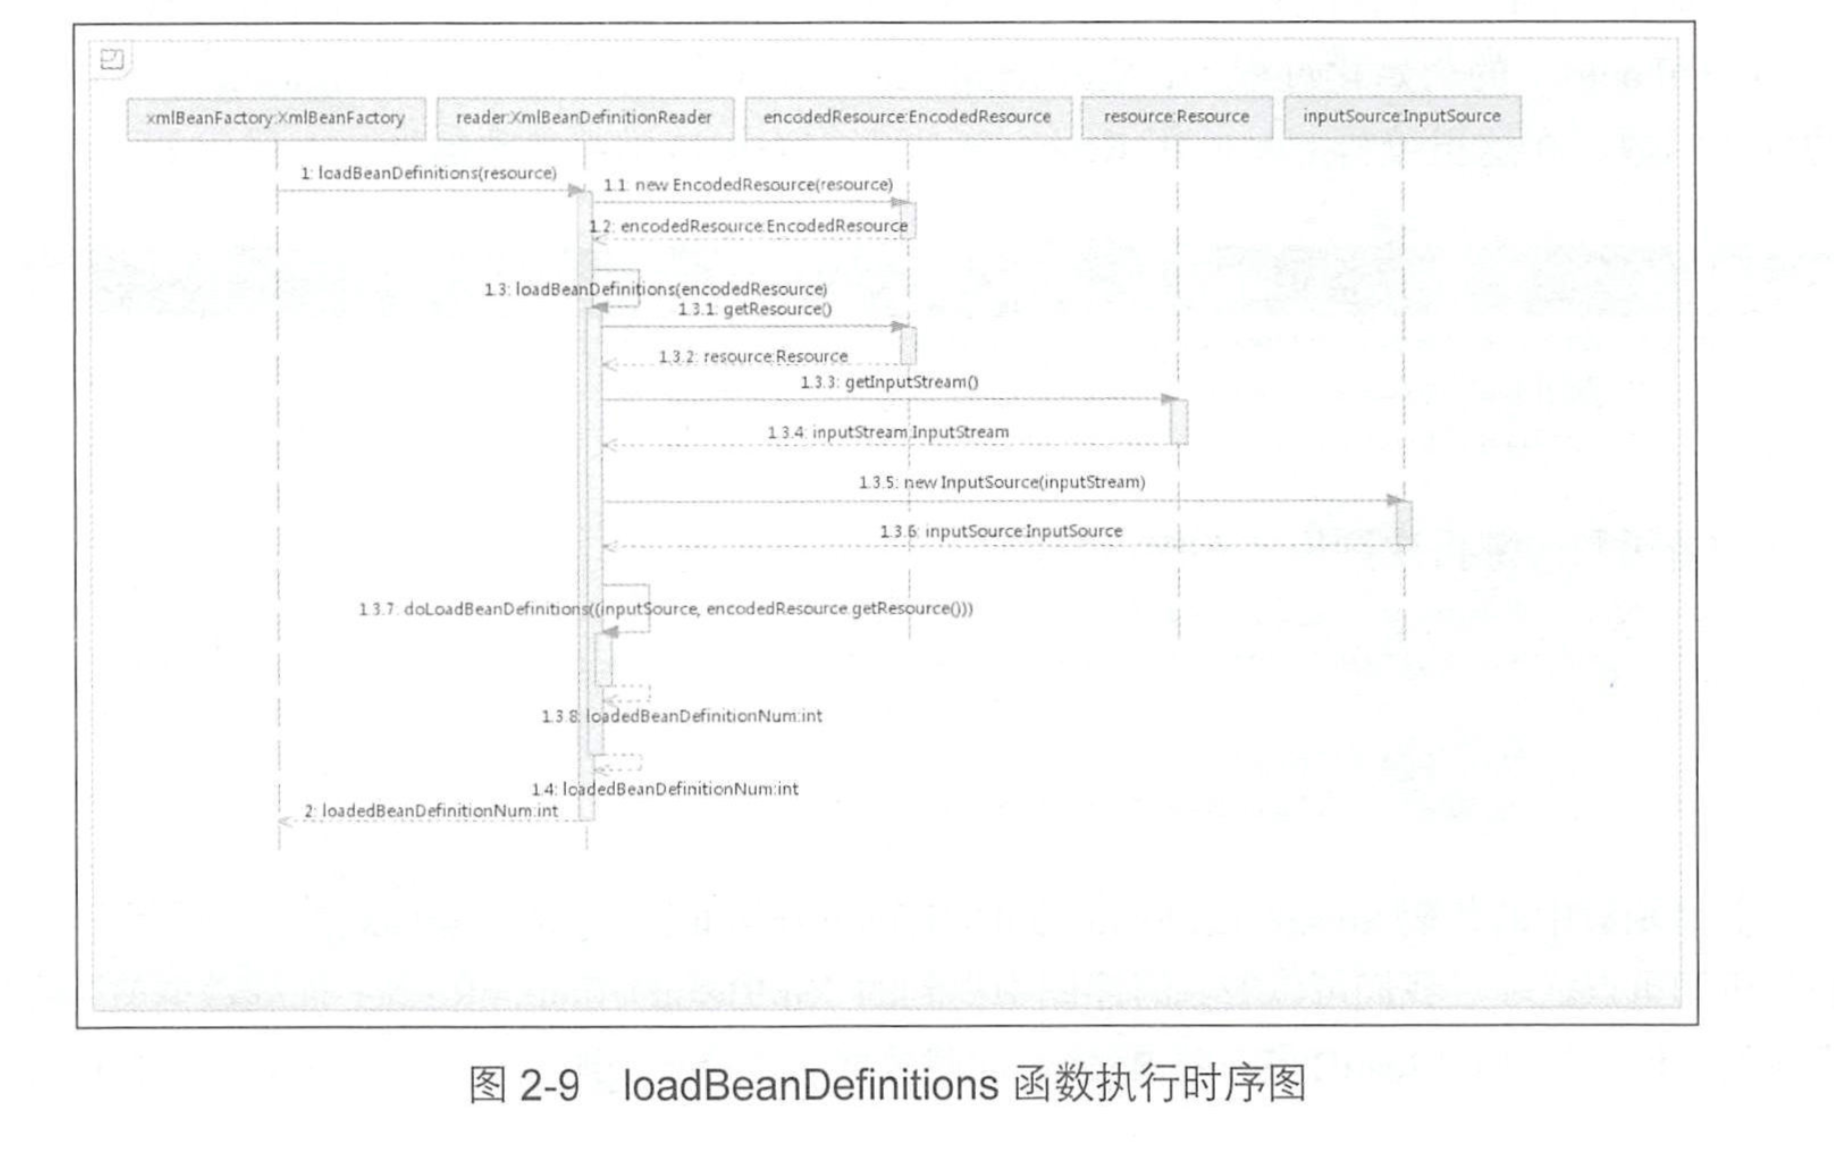 xmlBeanFactory:XmlBeanFactory
reader:XmlBeanDefinitionReader
encodedResource:EncodedResource
resource:Resource
inputSource:InputSource
1: loadBeanDefinitions(resource)
1.1: new EncodedResource(resource)
1.2: encodedResource:EncodedResource
1.3: loadBeanDefinitions(encodedResource)
1.3.1: getResource()
1.3.2: resource:Resource
1.3.3: getInputStream()
1.3.4: inputStream:InputStream
1.3.5: new InputSource(inputStream)
1.3.6: inputSource:InputSource
1.3.7: doLoadBeanDefinitions((inputSource, encodedResource.getResource()))
1.3.8: loadedBeanDefinitionNum:int
1.4: loadedBeanDefinitionNum:int
2: loadedBeanDefinitionNum:int
图 2-9 loadBeanDefinitions 函数执行时序图